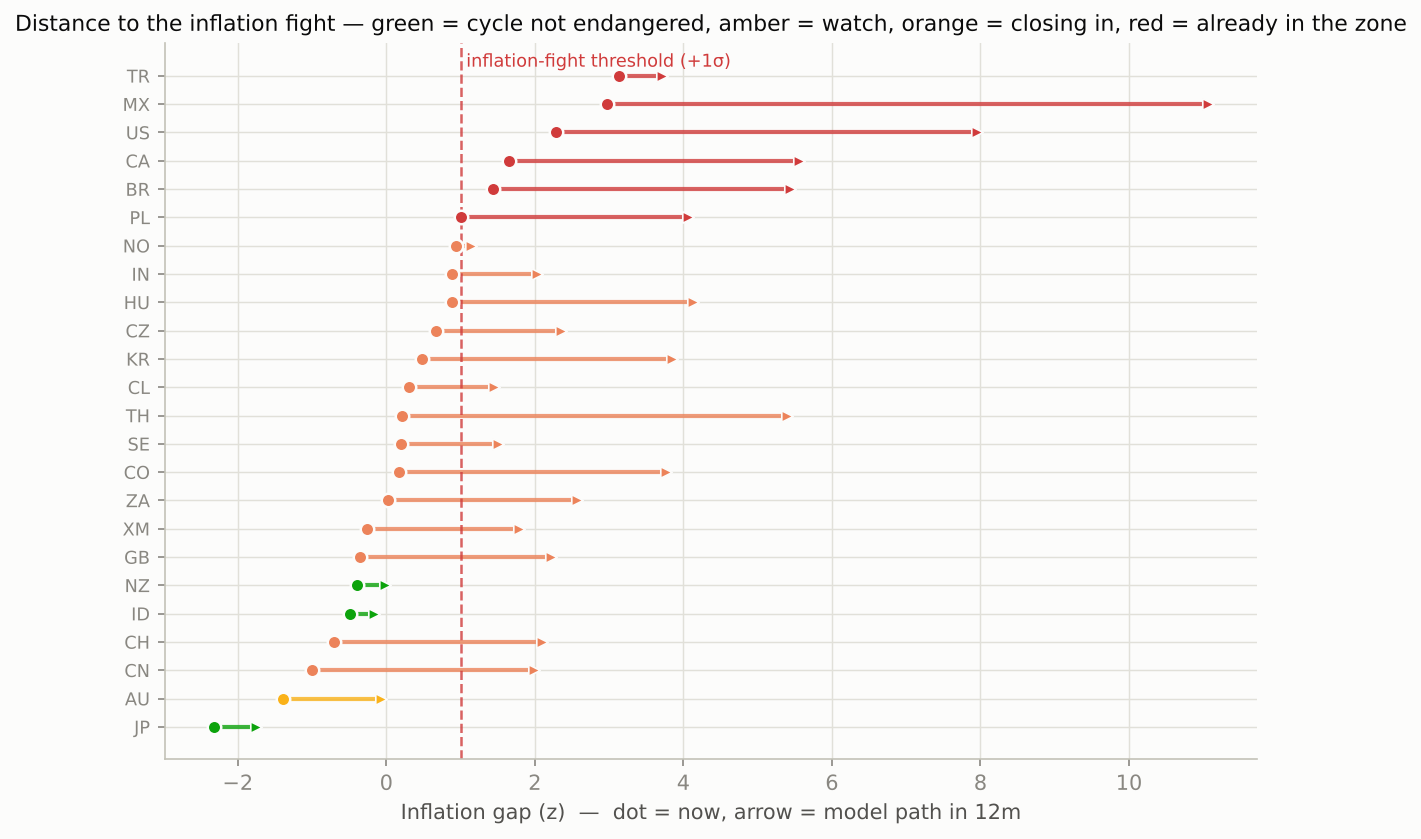 Distance to the inflation fight — green = cycle not endangered, amber = watch, orange = closing in, red = already in the zone
inflation-fight threshold (+1σ)
TR
MX
US
CA
BR
PL
NO
IN
HU
CZ
KR
CL
TH
SE
CO
ZA
XM
GB
NZ
ID
CH
CN
AU
JP
−2 0 2 4 6 8 10
Inflation gap (z) — dot = now, arrow = model path in 12m